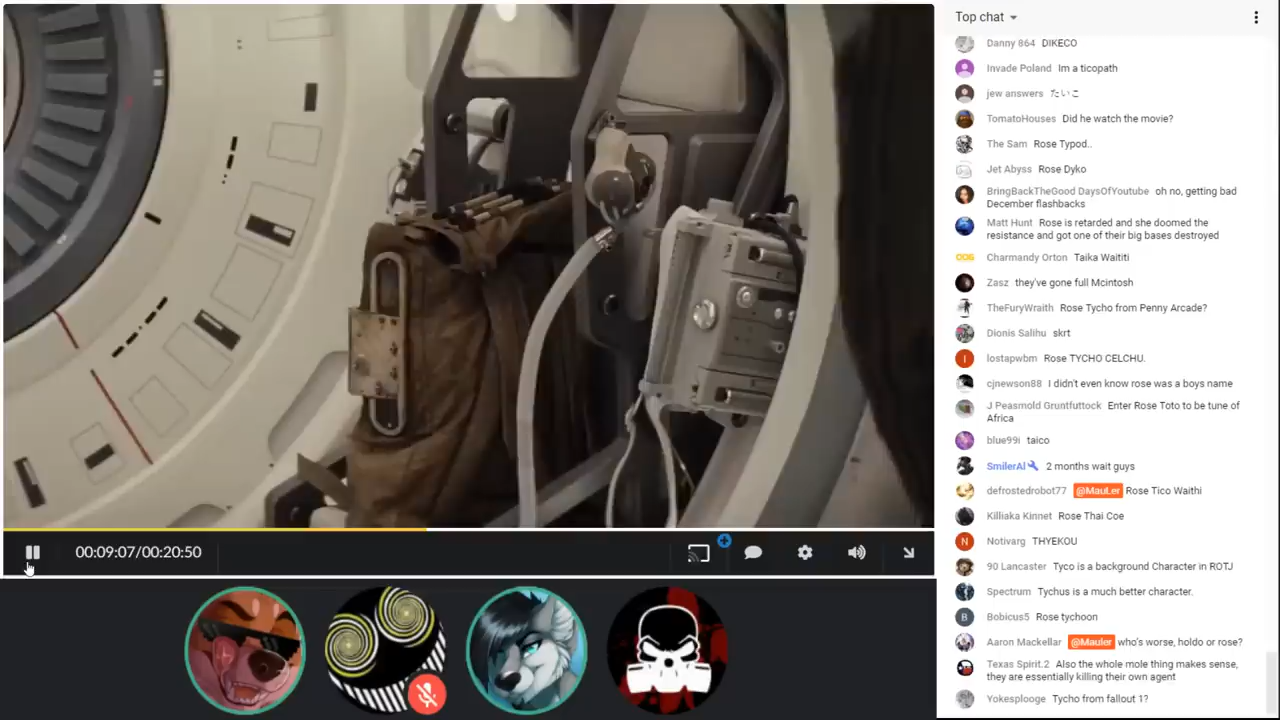 Top chat
Danny 864 DIKECO
Invade Poland Im a ticopath
jew answers たいこ
TomatoHouses Did he watch the movie?
The Sam Rose Typod..
Jet Abyss Rose Dyko
BringBackTheGood DaysOfYoutube oh no, getting bad
December flashbacks
Matt Hunt Rose is retarded and she doomed the
resistance and got one of their big bases destroyed
Charmandy Orton Taika Waititi
Zasz they've gone full Mcintosh
TheFuryWraith Rose Tycho from Penny Arcade?
Dionis Salihu skrt
lostapwbm Rose TYCHO CELCHU.
cjnewson88 I didn't even know rose was a boys name
J Peasmold Gruntfuttock Enter Rose Toto to be tune of
Africa
blue99i taico
SmilerAl 2 months wait guys
defrostedrobot77 @MauLer Rose Tico Waithi
Killiaka Kinnet Rose Thai Coe
N Notivarg THYEKOU
90 Lancaster Tyco is a background Character in ROTJ
Spectrum Tychus is a much better character.
B Bobicus5 Rose tychoon
Aaron Mackellar @Mauler who's worse, holdo or rose?
Texas Spirit.2 Also the whole mole thing makes sense,
they are essentially killing their own agent
Yokesplooge Tycho from fallout 1?
00:09:07/00:20:50